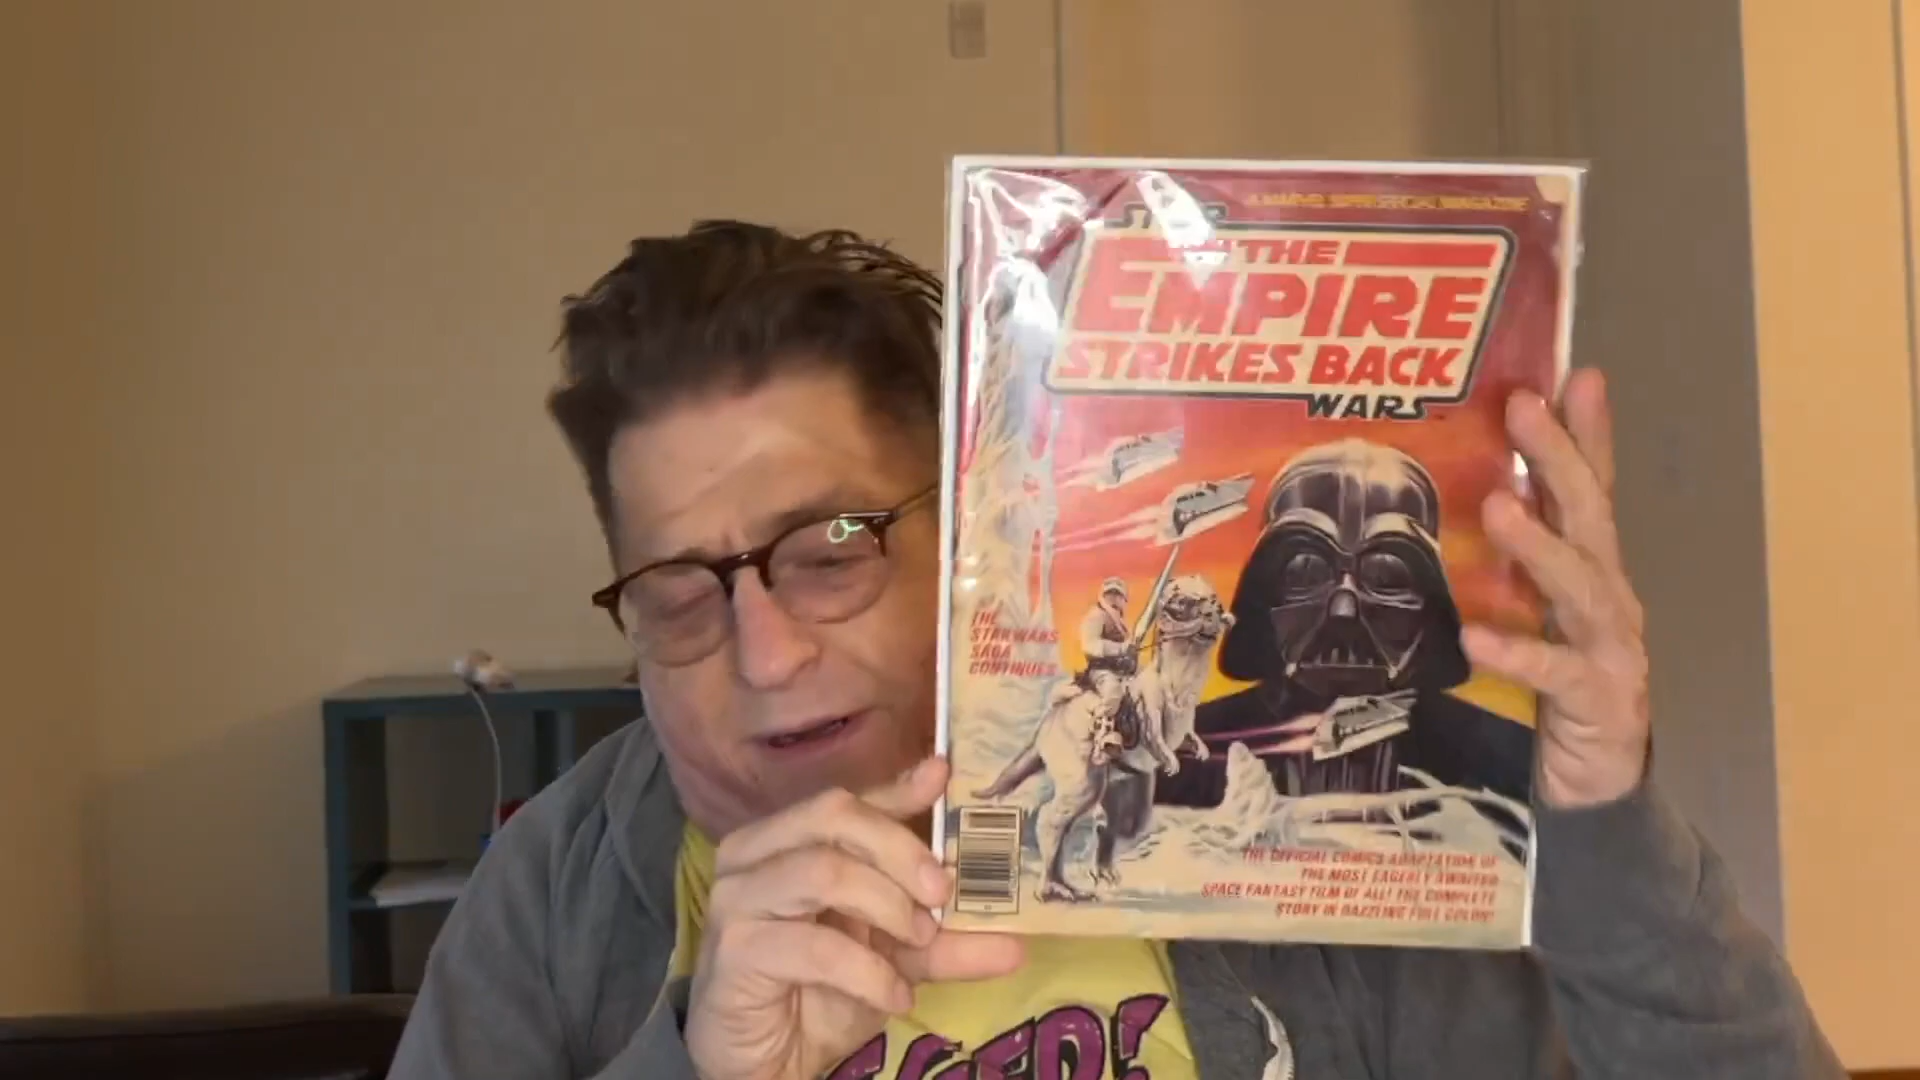 A MARVEL SUPER SPECIAL MAGAZINE
STAR
THE
EMPIRE
STRIKES BACK
WARS
THE
STAR WARS
SAGA
CONTINUES
THE OFFICIAL COMICS ADAPTATION OF
THE MOST EAGERLY AWAITED
SPACE FANTASY FILM OF ALL! THE COMPLETE
STORY IN DAZZLING FULL COLOR!